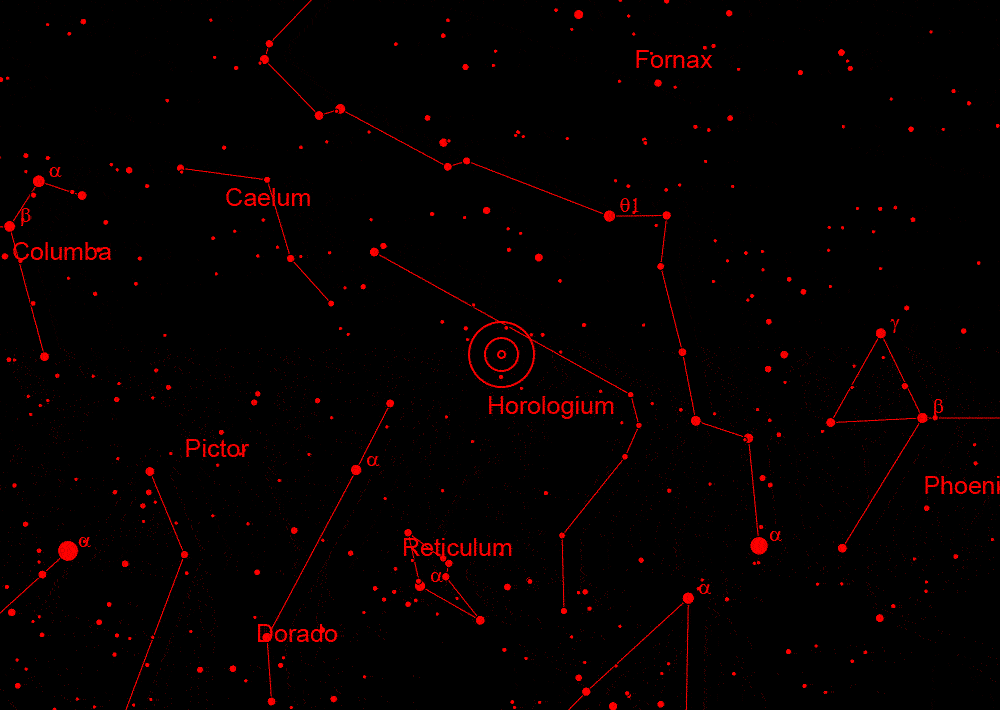 Fornax
α
Caelum
θ1
β
Columba
γ
Horologium
β
Pictor
α
Phoeni
α
Reticulum
α
α
α
Dorado